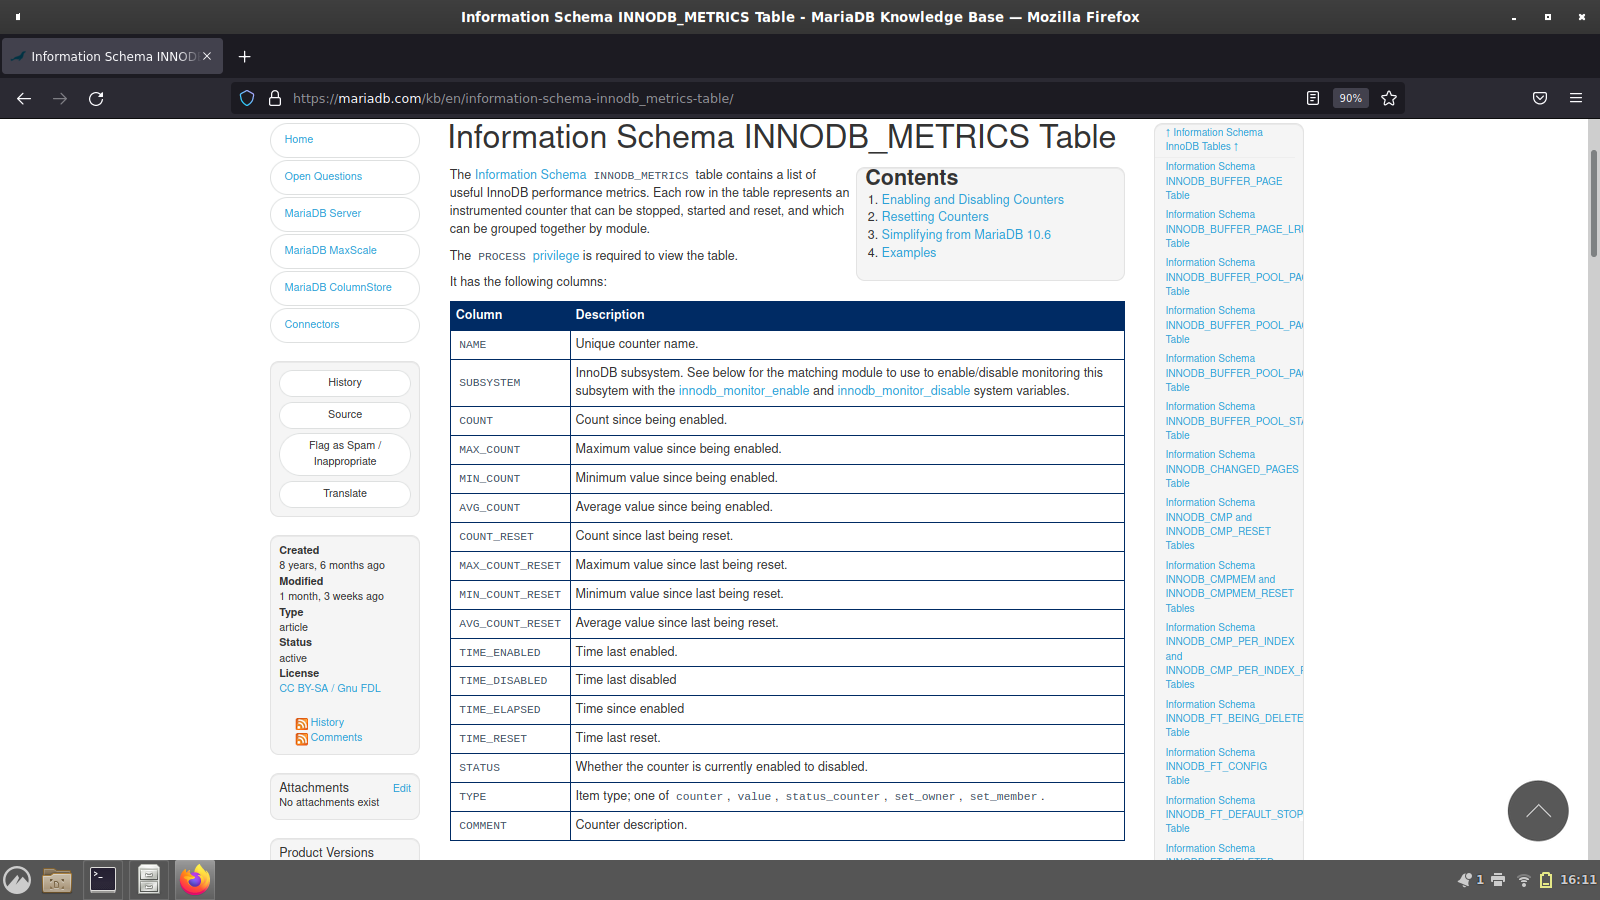 Information Schema INNODB_METRICS Table - MariaDB Knowledge Base — Mozilla Firefox
Information Schema INNOD
https://mariadb.com/kb/en/information-schema-innodb_metrics-table/
90%
Home
Open Questions
MariaDB Server
MariaDB MaxScale
MariaDB ColumnStore
Connectors
History
Source
Flag as Spam /
Inappropriate
Translate
Created
8 years, 6 months ago
Modified
1 month, 3 weeks ago
Type
article
Status
active
License
CC BY-SA / Gnu FDL
History
Comments
Attachments Edit
No attachments exist
Product Versions
Information Schema INNODB_METRICS Table
The Information Schema INNODB_METRICS table contains a list of
useful InnoDB performance metrics. Each row in the table represents an
instrumented counter that can be stopped, started and reset, and which
can be grouped together by module.
The PROCESS privilege is required to view the table.
It has the following columns:
Contents
1. Enabling and Disabling Counters
2. Resetting Counters
3. Simplifying from MariaDB 10.6
4. Examples
Column Description
NAME Unique counter name.
SUBSYSTEM InnoDB subsystem. See below for the matching module to use to enable/disable monitoring this
subsytem with the innodb_monitor_enable and innodb_monitor_disable system variables.
COUNT Count since being enabled.
MAX_COUNT Maximum value since being enabled.
MIN_COUNT Minimum value since being enabled.
AVG_COUNT Average value since being enabled.
COUNT_RESET Count since last being reset.
MAX_COUNT_RESET Maximum value since last being reset.
MIN_COUNT_RESET Minimum value since last being reset.
AVG_COUNT_RESET Average value since last being reset.
TIME_ENABLED Time last enabled.
TIME_DISABLED Time last disabled
TIME_ELAPSED Time since enabled
TIME_RESET Time last reset.
STATUS Whether the counter is currently enabled to disabled.
TYPE Item type; one of counter, value, status_counter, set_owner, set_member.
COMMENT Counter description.
↑ Information Schema
InnoDB Tables ↑
Information Schema
INNODB_BUFFER_PAGE
Table
Information Schema
INNODB_BUFFER_PAGE_LRU
Table
Information Schema
INNODB_BUFFER_POOL_PA
Table
Information Schema
INNODB_BUFFER_POOL_PA
Table
Information Schema
INNODB_BUFFER_POOL_PA
Table
Information Schema
INNODB_BUFFER_POOL_STA
Table
Information Schema
INNODB_CHANGED_PAGES
Table
Information Schema
INNODB_CMP and
INNODB_CMP_RESET
Tables
Information Schema
INNODB_CMPMEM and
INNODB_CMPMEM_RESET
Tables
Information Schema
INNODB_CMP_PER_INDEX
and
INNODB_CMP_PER_INDEX_R
Tables
Information Schema
INNODB_FT_BEING_DELETE
Table
Information Schema
INNODB_FT_CONFIG
Table
Information Schema
INNODB_FT_DEFAULT_STOP
Table
Information Schema
INNODB_FT_DELETED
1
16:11